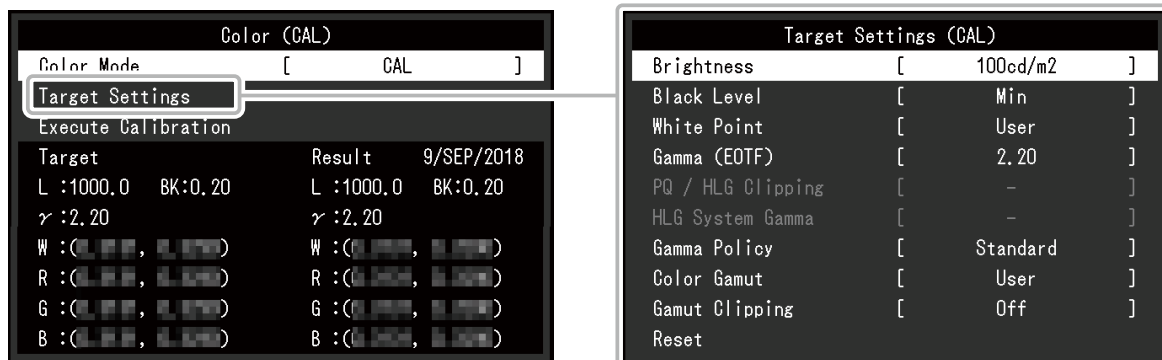 Color (CAL)
Color Mode [ CAL ]
Target Settings
Execute Calibration
Target Result 9/SEP/2018
L :1000.0 BK:0.20 L :1000.0 BK:0.20
γ :2.20 γ :2.20
W :( , ) W :( , )
R :( , ) R :( , )
G :( , ) G :( , )
B :( , ) B :( , )
Target Settings (CAL)
Brightness [ 100cd/m2 ]
Black Level [ Min ]
White Point [ User ]
Gamma (EOTF) [ 2.20 ]
PQ / HLG Clipping [ - ]
HLG System Gamma [ - ]
Gamma Policy [ Standard ]
Color Gamut [ User ]
Gamut Clipping [ Off ]
Reset